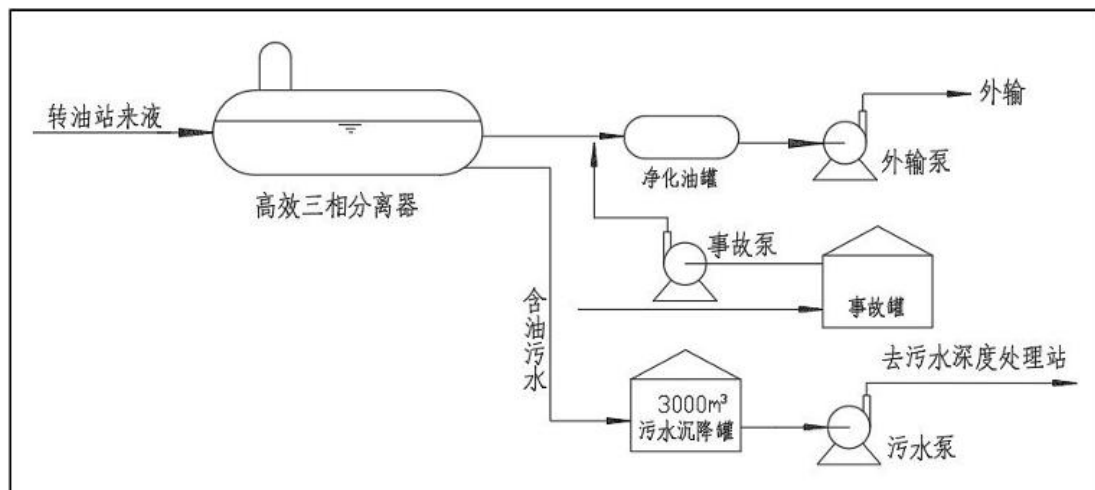 转油站来液
高效三相分离器
净化油罐
外输
外输泵
事故泵
事故罐
含油污水
去污水深度处理站
3000m³
污水沉降罐
污水泵